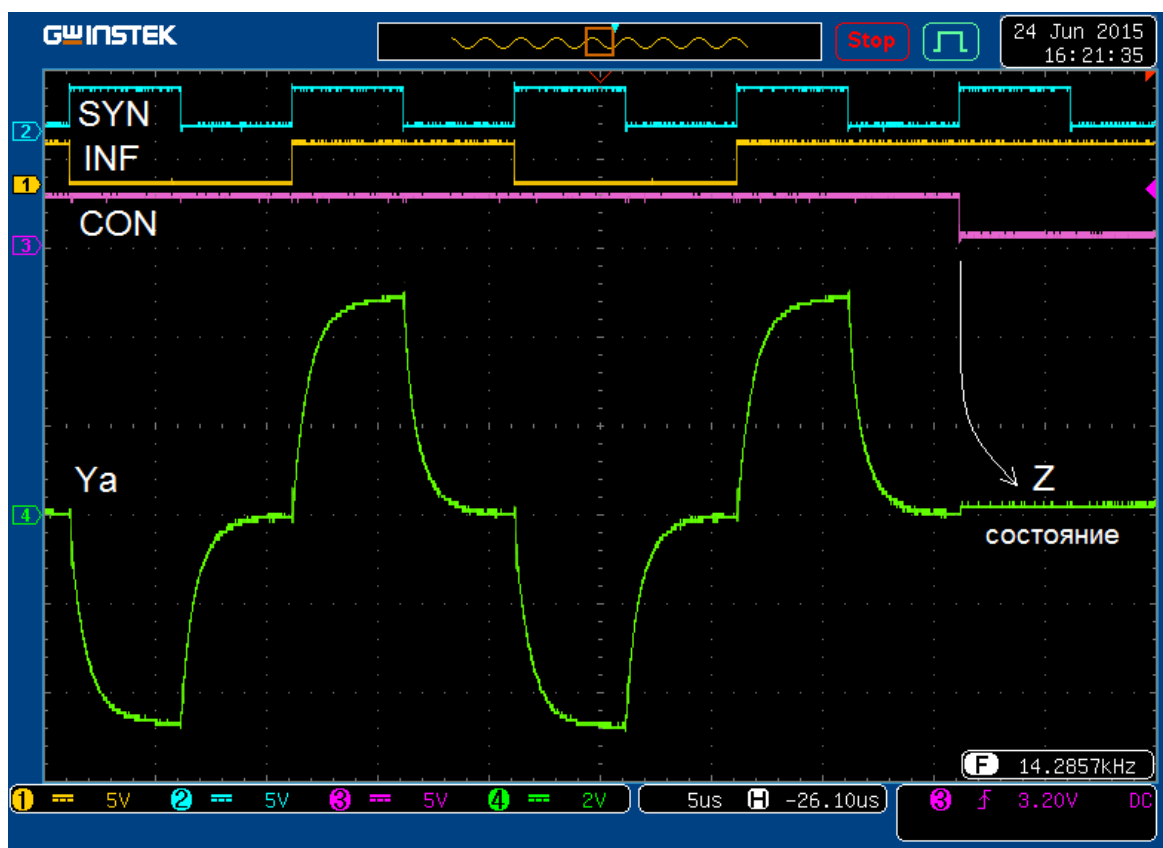 GWINSTEK
Stop
24 Jun 2015
16:21:35
SYN
2
INF
1
CON
3
Ya
Z
4
состояние
F 14.2857kHz
1 5V 2 5V 3 5V 4 2V 5us H -26.10us 3 3.20V DC